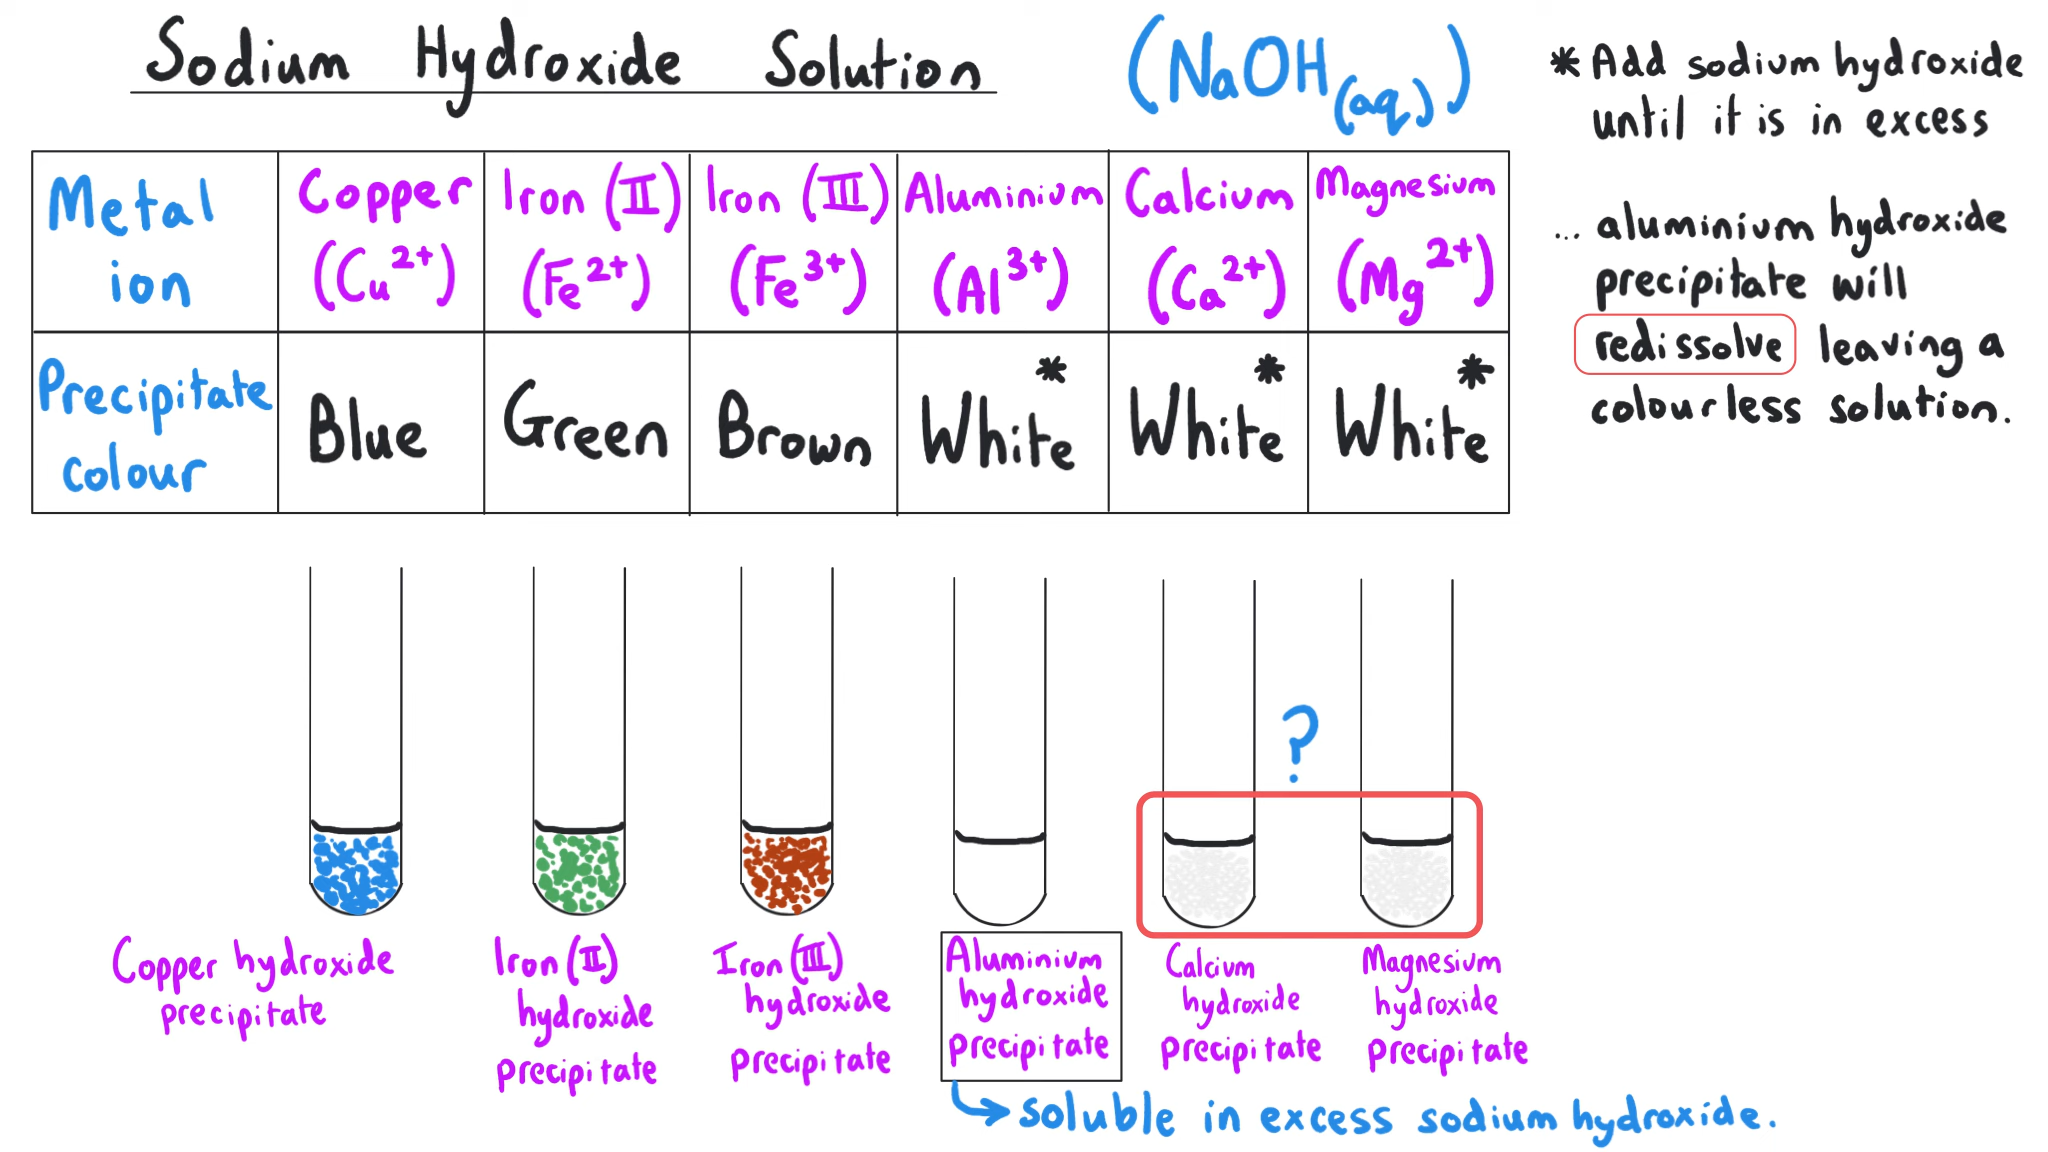 Sodium Hydroxide Solution (NaOH(aq))
* Add sodium hydroxide
until it is in excess
... aluminium hydroxide
precipitate will
redissolve leaving a
colourless solution.
Metal ion
Copper (Cu²⁺)
Iron (II) (Fe²⁺)
Iron (III) (Fe³⁺)
Aluminium (Al³⁺)
Calcium (Ca²⁺)
Magnesium (Mg²⁺)
Precipitate colour
Blue
Green
Brown
White *
White *
White *
?
Copper hydroxide
precipitate
Iron (II)
hydroxide
precipitate
Iron (III)
hydroxide
precipitate
Aluminium
hydroxide
precipitate
Calcium
hydroxide
precipitate
Magnesium
hydroxide
precipitate
soluble in excess sodium hydroxide.